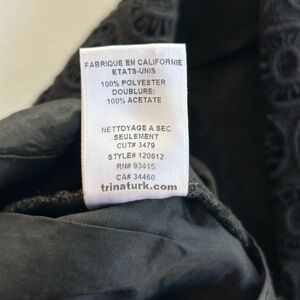 FABRIQUE EN CALIFORNIE
ETATS-UNIS
100% POLYESTER
DOUBLURE:
100% ACETATE
NETTOYAGE A SEC
SEULEMENT
CUT# 3479
STYLE# 120612
RN# 93415
CA# 34460
trinaturk.com